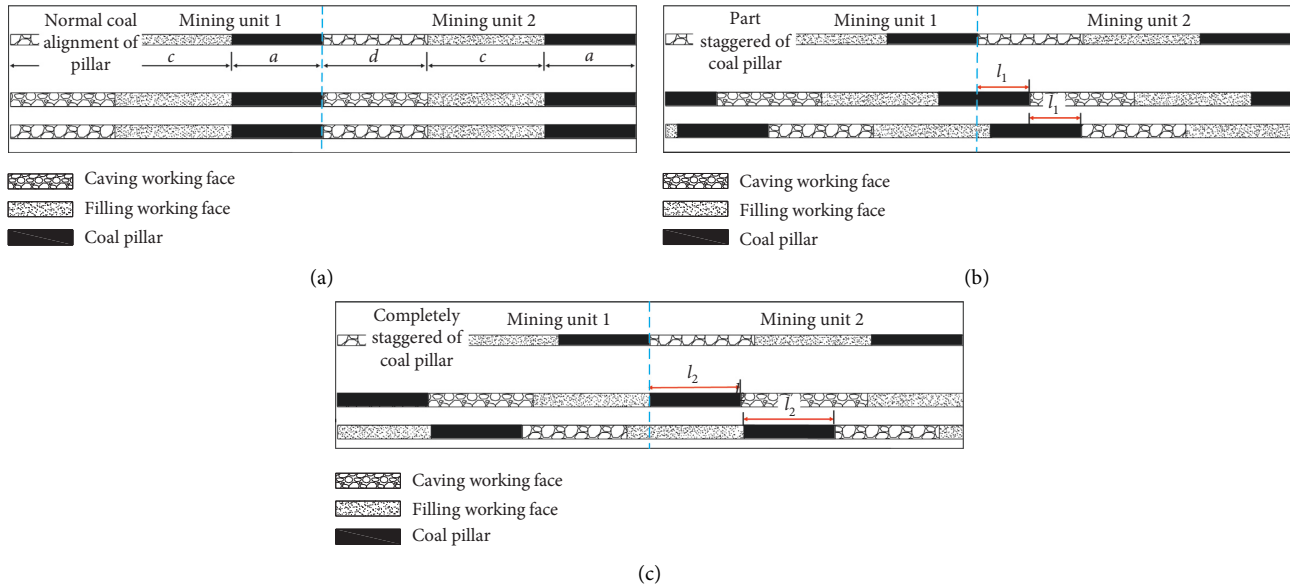 Normal coal
alignment of
pillar
Mining unit 1
Mining unit 2
c
a
d
c
a
Caving working face
Filling working face
Coal pillar
(a)
Part
staggered of
coal pillar
Mining unit 1
Mining unit 2
l1
l1
Caving working face
Filling working face
Coal pillar
(b)
Completely
staggered of
coal pillar
Mining unit 1
Mining unit 2
l2
l2
Caving working face
Filling working face
Coal pillar
(c)